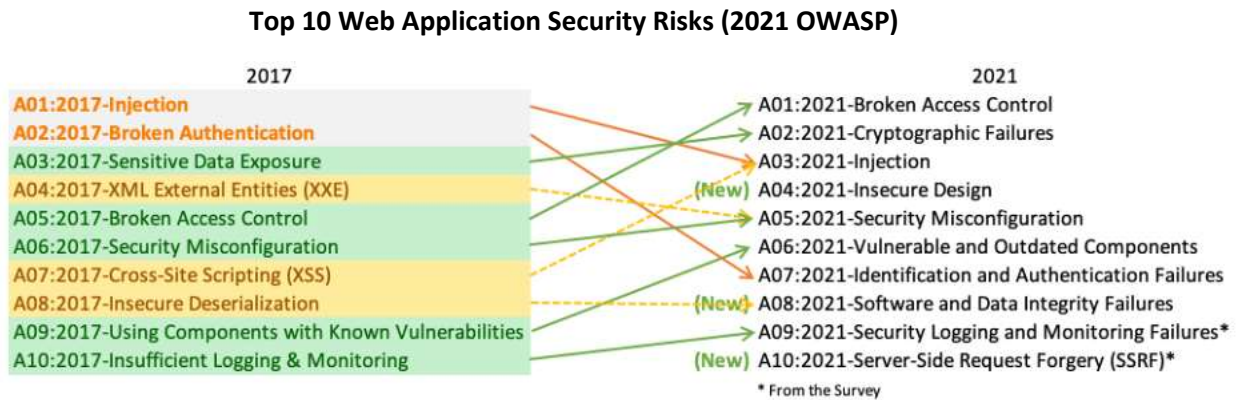 Top 10 Web Application Security Risks (2021 OWASP)
2017
A01:2017-Injection
A02:2017-Broken Authentication
A03:2017-Sensitive Data Exposure
A04:2017-XML External Entities (XXE)
A05:2017-Broken Access Control
A06:2017-Security Misconfiguration
A07:2017-Cross-Site Scripting (XSS)
A08:2017-Insecure Deserialization
A09:2017-Using Components with Known Vulnerabilities
A10:2017-Insufficient Logging & Monitoring
2021
A01:2021-Broken Access Control
A02:2021-Cryptographic Failures
A03:2021-Injection
(New) A04:2021-Insecure Design
A05:2021-Security Misconfiguration
A06:2021-Vulnerable and Outdated Components
A07:2021-Identification and Authentication Failures
(New) A08:2021-Software and Data Integrity Failures
A09:2021-Security Logging and Monitoring Failures*
(New) A10:2021-Server-Side Request Forgery (SSRF)*
* From the Survey